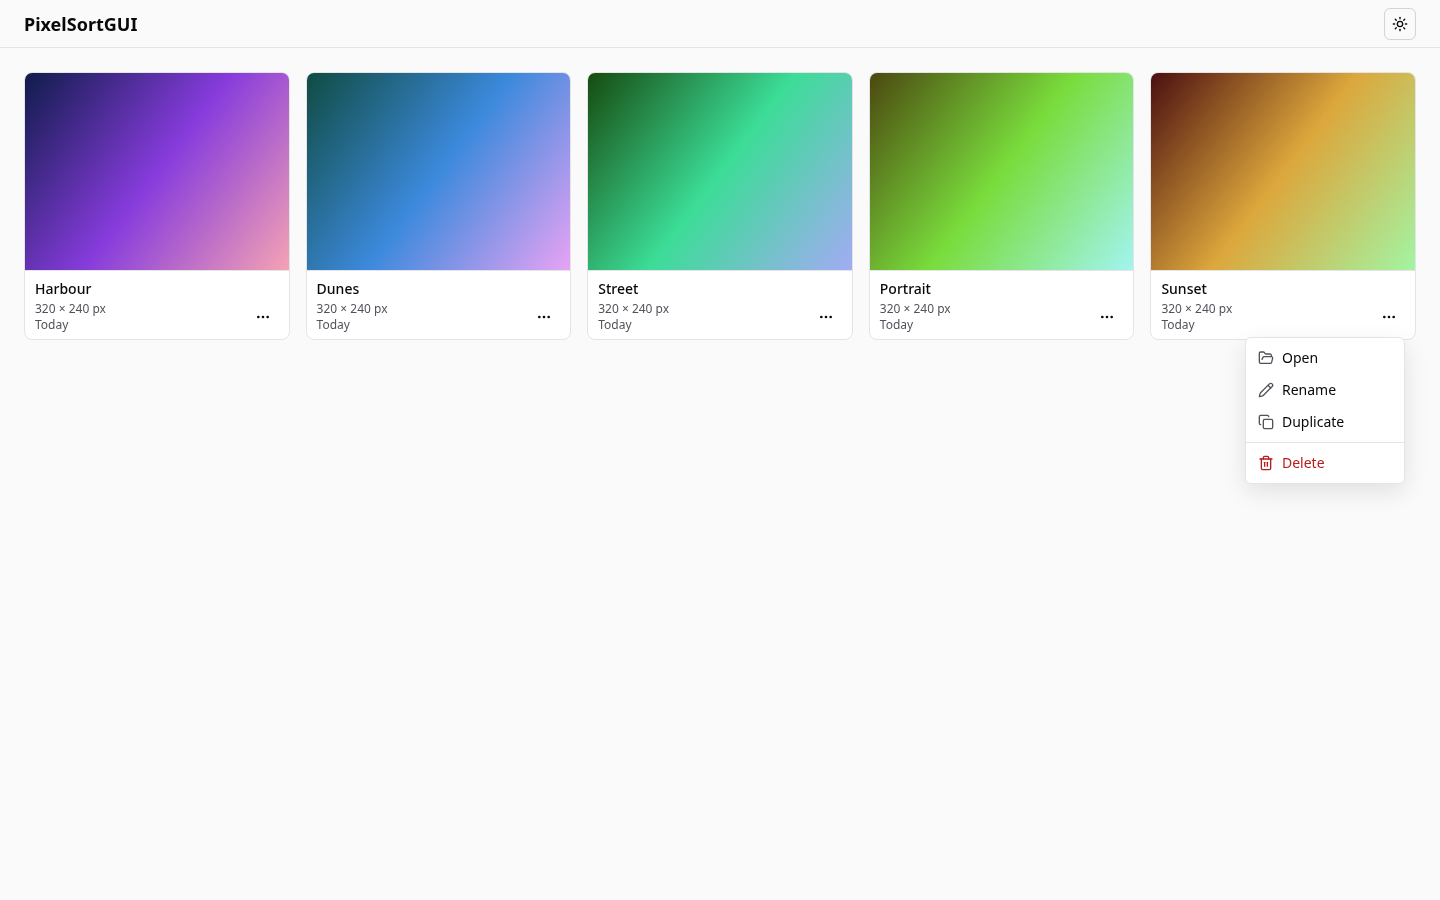 PixelSortGUI
Harbour
320 × 240 px
Today
Dunes
320 × 240 px
Today
Street
320 × 240 px
Today
Portrait
320 × 240 px
Today
Sunset
320 × 240 px
Today
Open
Rename
Duplicate
Delete